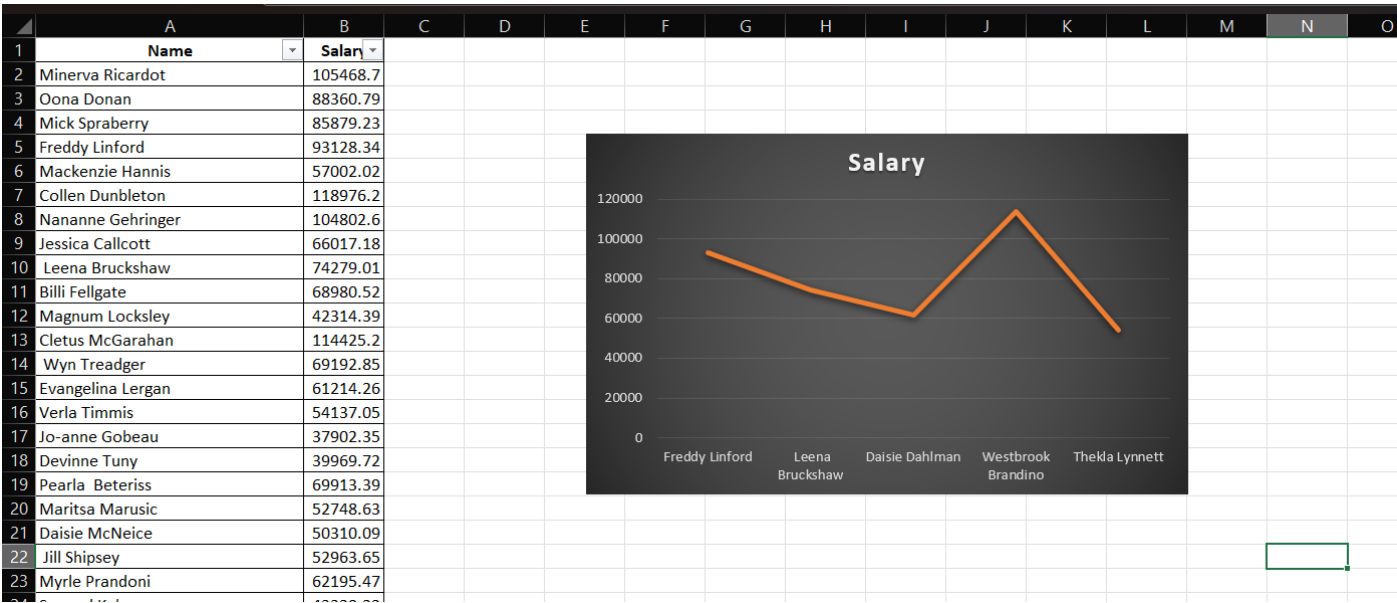 A B C D E F G H I J K L M N O
1 Name Salary
2 Minerva Ricardot 105468.7
3 Oona Donan 88360.79
4 Mick Spraberry 85879.23
5 Freddy Linford 93128.34
6 Mackenzie Hannis 57002.02
7 Collen Dunbleton 118976.2
8 Nananne Gehringer 104802.6
9 Jessica Callcott 66017.18
10 Leena Bruckshaw 74279.01
11 Billi Fellgate 68980.52
12 Magnum Locksley 42314.39
13 Cletus McGarahan 114425.2
14 Wyn Treadger 69192.85
15 Evangelina Lergan 61214.26
16 Verla Timmis 54137.05
17 Jo-anne Gobeau 37902.35
18 Devinne Tuny 39969.72
19 Pearla Beteriss 69913.39
20 Maritsa Marusic 52748.63
21 Daisie McNeice 50310.09
22 Jill Shipsey 52963.65
23 Myrle Prandoni 62195.47
Salary
120000
100000
80000
60000
40000
20000
0
Freddy Linford Leena Bruckshaw Daisie Dahlman Westbrook Brandino Thekla Lynnett